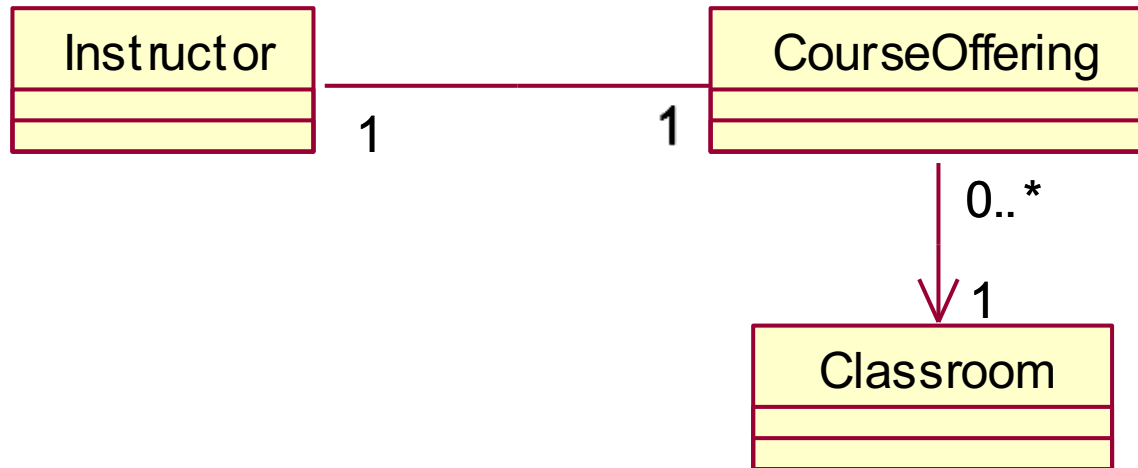 Instructor
CourseOffering
1
1
0..*
1
Classroom